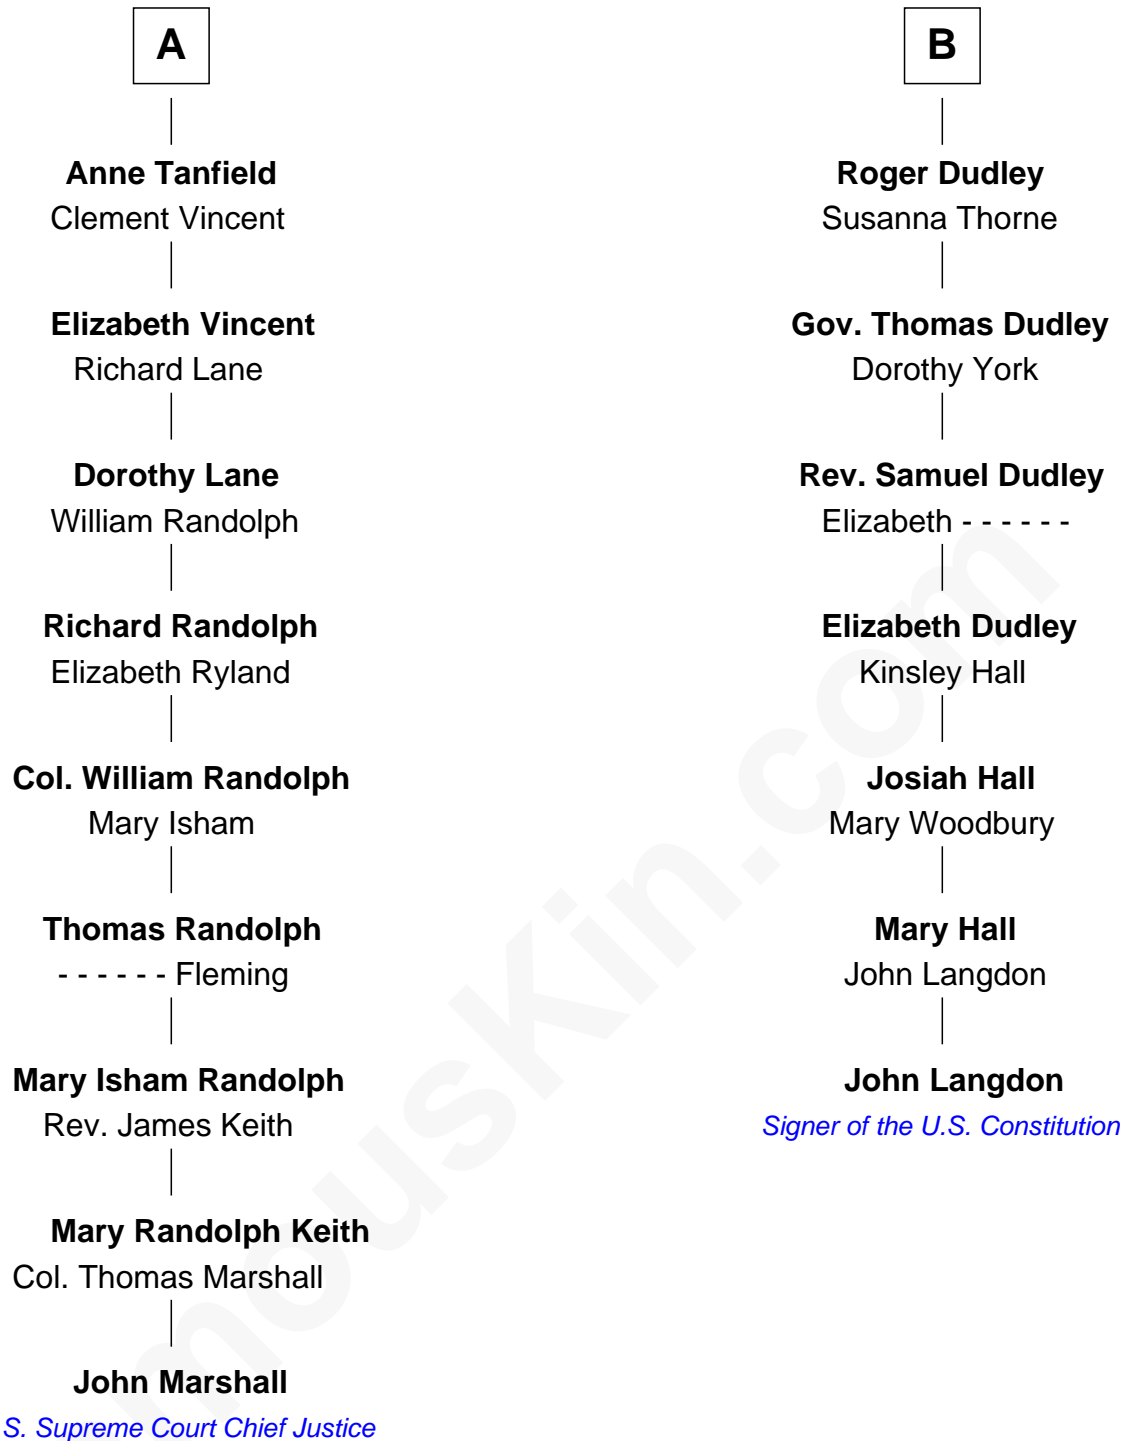 A
Anne Tanfield
Clement Vincent
Elizabeth Vincent
Richard Lane
Dorothy Lane
William Randolph
Richard Randolph
Elizabeth Ryland
Col. William Randolph
Mary Isham
Thomas Randolph
- - - - - - Fleming
Mary Isham Randolph
Rev. James Keith
Mary Randolph Keith
Col. Thomas Marshall
John Marshall
S. Supreme Court Chief Justice
B
Roger Dudley
Susanna Thorne
Gov. Thomas Dudley
Dorothy York
Rev. Samuel Dudley
Elizabeth - - - - - -
Elizabeth Dudley
Kinsley Hall
Josiah Hall
Mary Woodbury
Mary Hall
John Langdon
John Langdon
Signer of the U.S. Constitution
mousKin.com